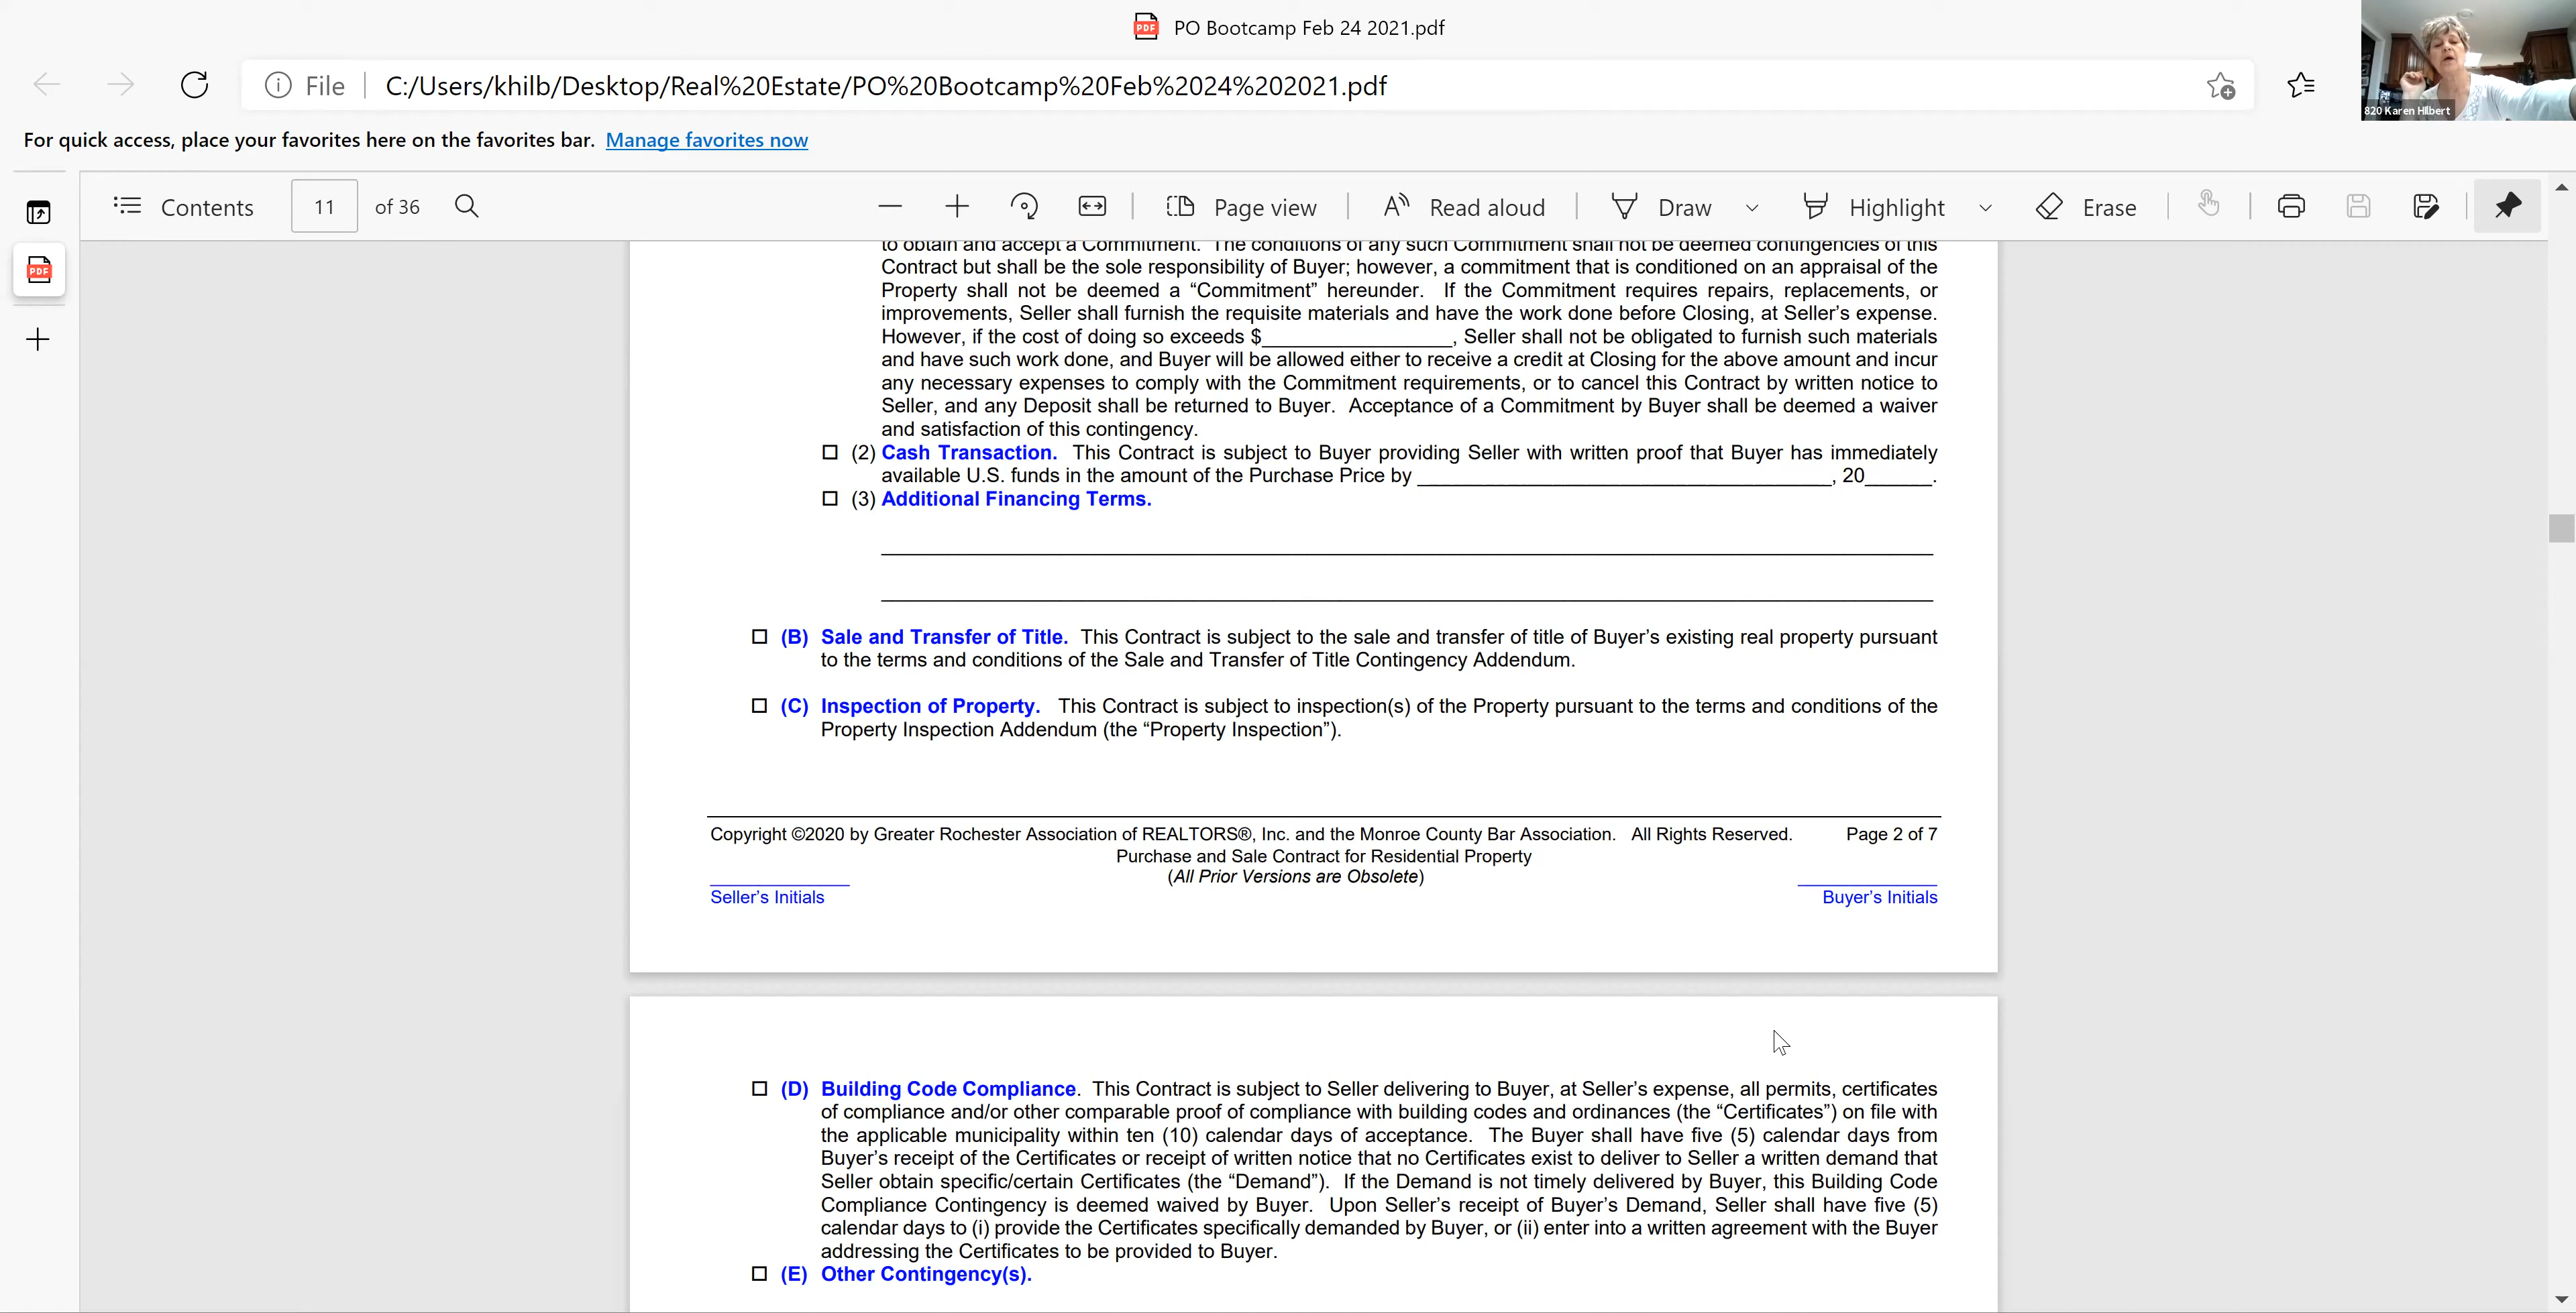 PO Bootcamp Feb 24 2021.pdf
File
C:/Users/khilb/Desktop/Real%20Estate/PO%20Bootcamp%20Feb%2024%202021.pdf
820 Karen Hilbert
For quick access, place your favorites here on the favorites bar. Manage favorites now
Contents 11 of 36 Page view Read aloud Draw Highlight Erase
to obtain and accept a Commitment. The conditions of any such Commitment shall not be deemed contingencies of this
Contract but shall be the sole responsibility of Buyer; however, a commitment that is conditioned on an appraisal of the
Property shall not be deemed a “Commitment” hereunder. If the Commitment requires repairs, replacements, or
improvements, Seller shall furnish the requisite materials and have the work done before Closing, at Seller’s expense.
However, if the cost of doing so exceeds $__________________, Seller shall not be obligated to furnish such materials
and have such work done, and Buyer will be allowed either to receive a credit at Closing for the above amount and incur
any necessary expenses to comply with the Commitment requirements, or to cancel this Contract by written notice to
Seller, and any Deposit shall be returned to Buyer. Acceptance of a Commitment by Buyer shall be deemed a waiver
and satisfaction of this contingency.
(2) Cash Transaction. This Contract is subject to Buyer providing Seller with written proof that Buyer has immediately
available U.S. funds in the amount of the Purchase Price by ______________________________________, 20______.
(3) Additional Financing Terms.
(B) Sale and Transfer of Title. This Contract is subject to the sale and transfer of title of Buyer’s existing real property pursuant
to the terms and conditions of the Sale and Transfer of Title Contingency Addendum.
(C) Inspection of Property. This Contract is subject to inspection(s) of the Property pursuant to the terms and conditions of the
Property Inspection Addendum (the “Property Inspection”).
Copyright ©2020 by Greater Rochester Association of REALTORS®, Inc. and the Monroe County Bar Association. All Rights Reserved. Page 2 of 7
Purchase and Sale Contract for Residential Property
(All Prior Versions are Obsolete)
Seller’s Initials Buyer’s Initials
(D) Building Code Compliance. This Contract is subject to Seller delivering to Buyer, at Seller’s expense, all permits, certificates
of compliance and/or other comparable proof of compliance with building codes and ordinances (the “Certificates”) on file with
the applicable municipality within ten (10) calendar days of acceptance. The Buyer shall have five (5) calendar days from
Buyer’s receipt of the Certificates or receipt of written notice that no Certificates exist to deliver to Seller a written demand that
Seller obtain specific/certain Certificates (the “Demand”). If the Demand is not timely delivered by Buyer, this Building Code
Compliance Contingency is deemed waived by Buyer. Upon Seller’s receipt of Buyer’s Demand, Seller shall have five (5)
calendar days to (i) provide the Certificates specifically demanded by Buyer, or (ii) enter into a written agreement with the Buyer
addressing the Certificates to be provided to Buyer.
(E) Other Contingency(s).